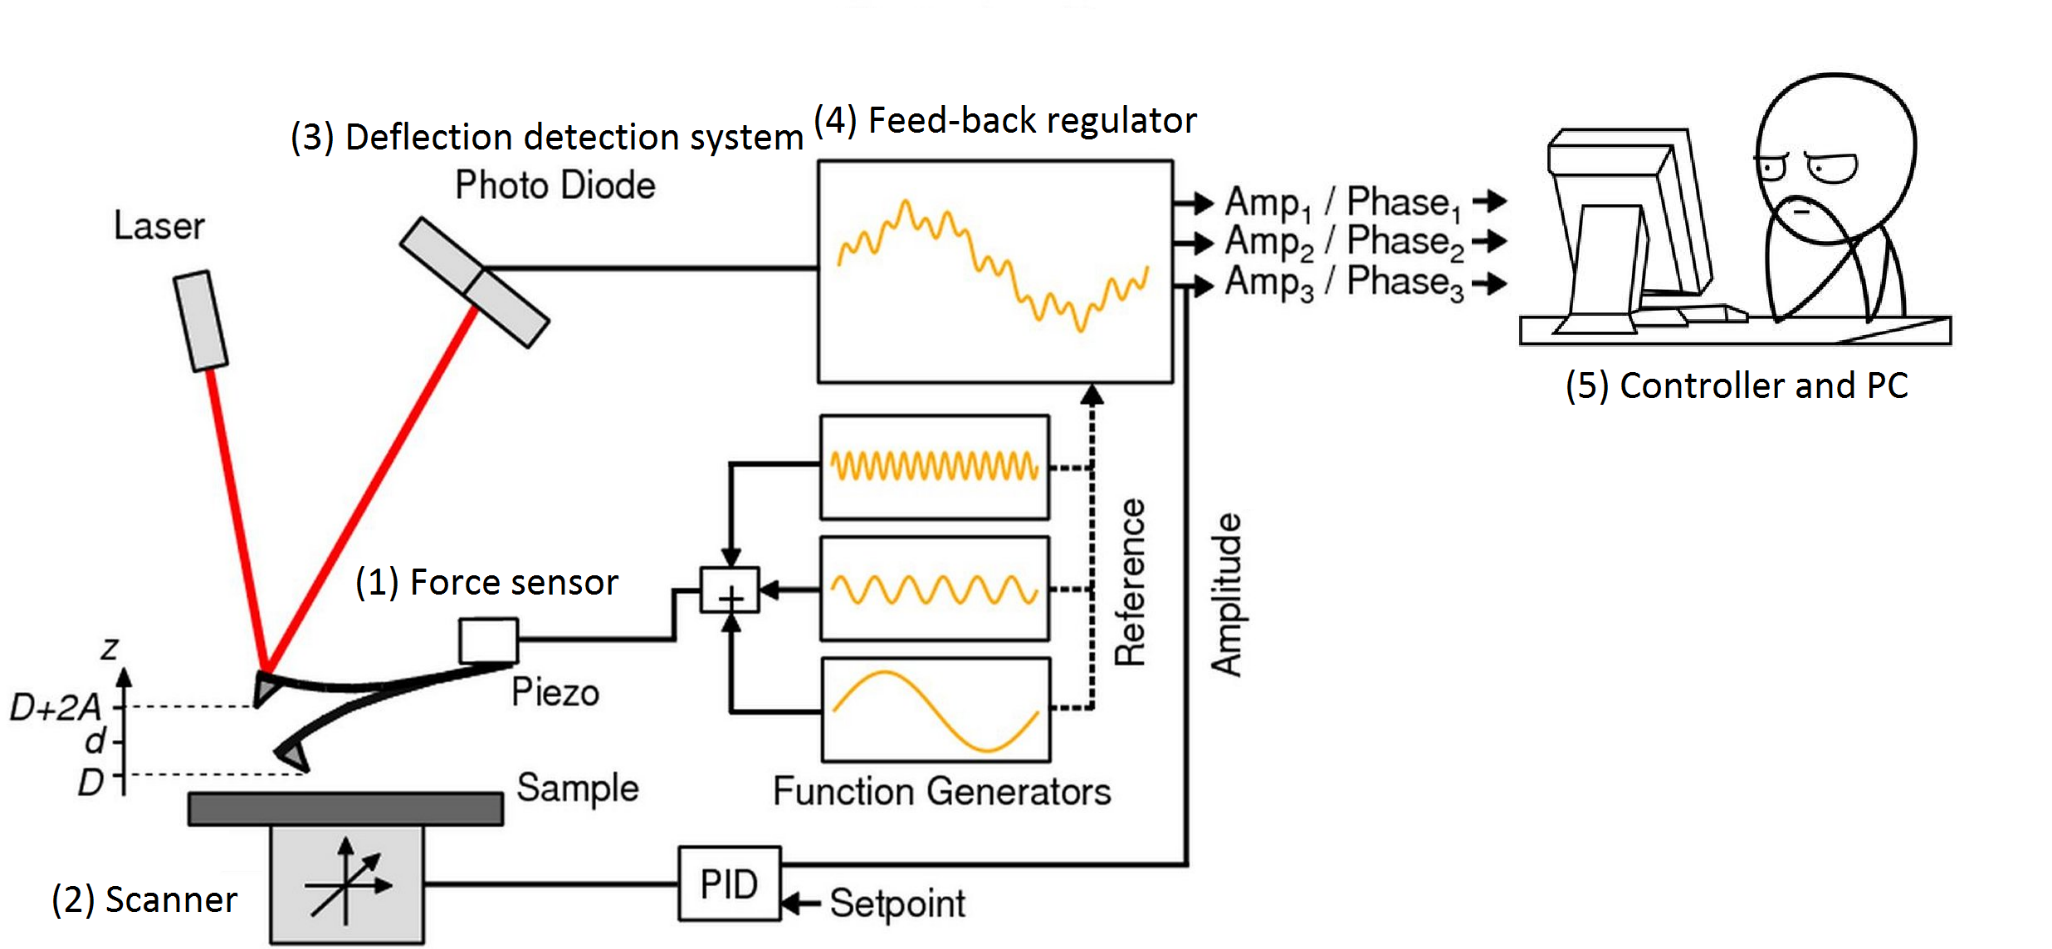 (3) Deflection detection system
(4) Feed-back regulator
Photo Diode
Laser
Amp1 / Phase1
Amp2 / Phase2
Amp3 / Phase3
(5) Controller and PC
(1) Force sensor
+
z
D+2A
d
D
Piezo
Reference
Amplitude
Sample
Function Generators
(2) Scanner
PID
Setpoint